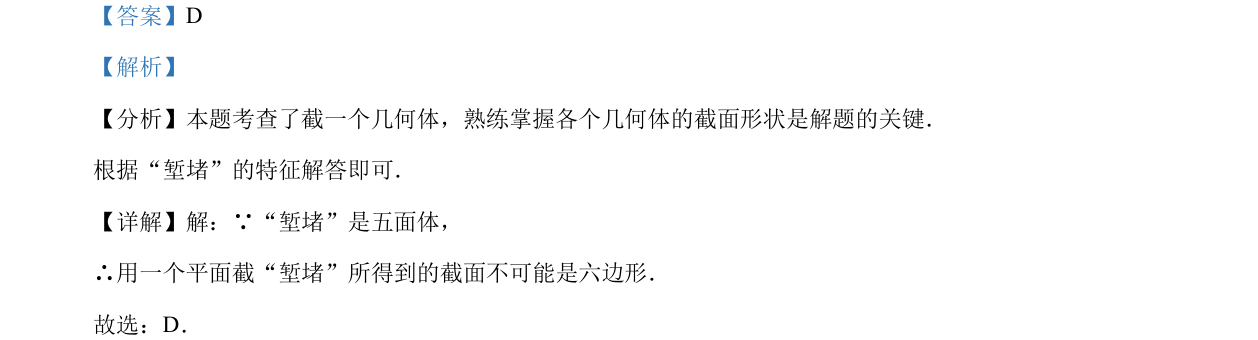 【答案】D
【解析】
【分析】本题考查了截一个几何体，熟练掌握各个几何体的截面形状是解题的关键．
根据“堑堵”的特征解答即可．
【详解】解：∵“堑堵”是五面体，
∴用一个平面截“堑堵”所得到的截面不可能是六边形．
故选：D．